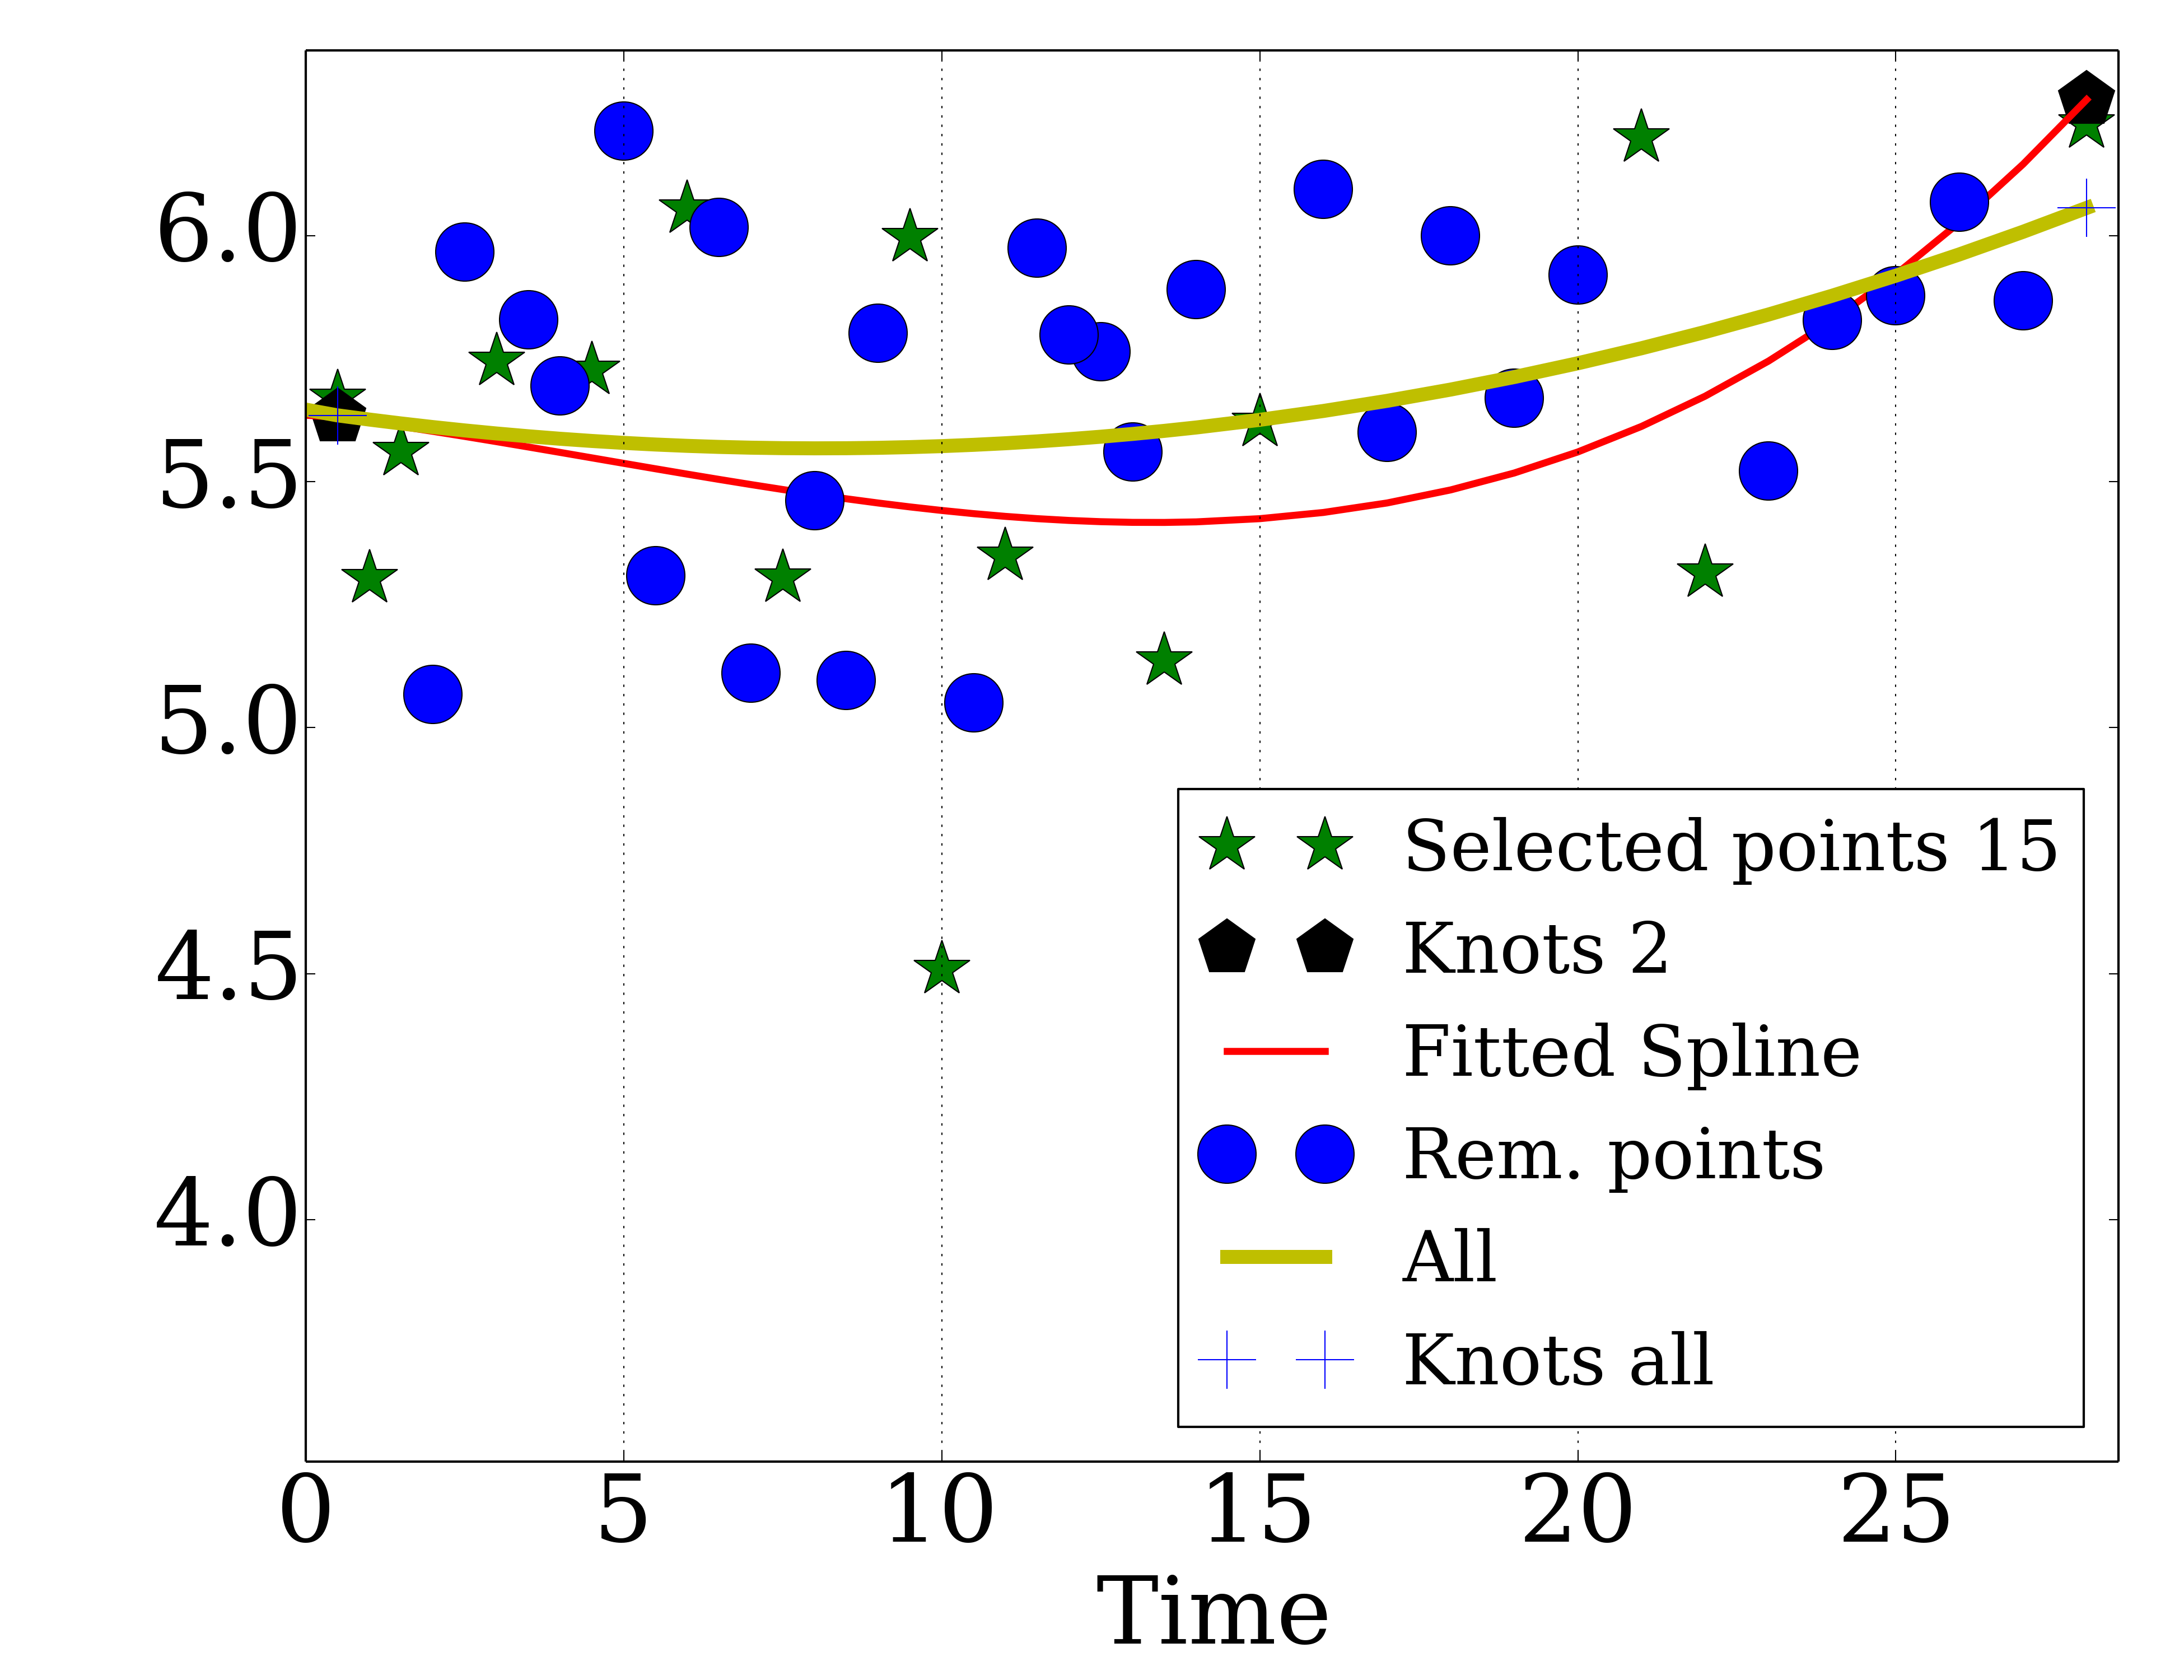 6.0
5.5
5.0
4.5
4.0
0 5 10 15 20 25
Time
Selected points 15
Knots 2
Fitted Spline
Rem. points
All
Knots all